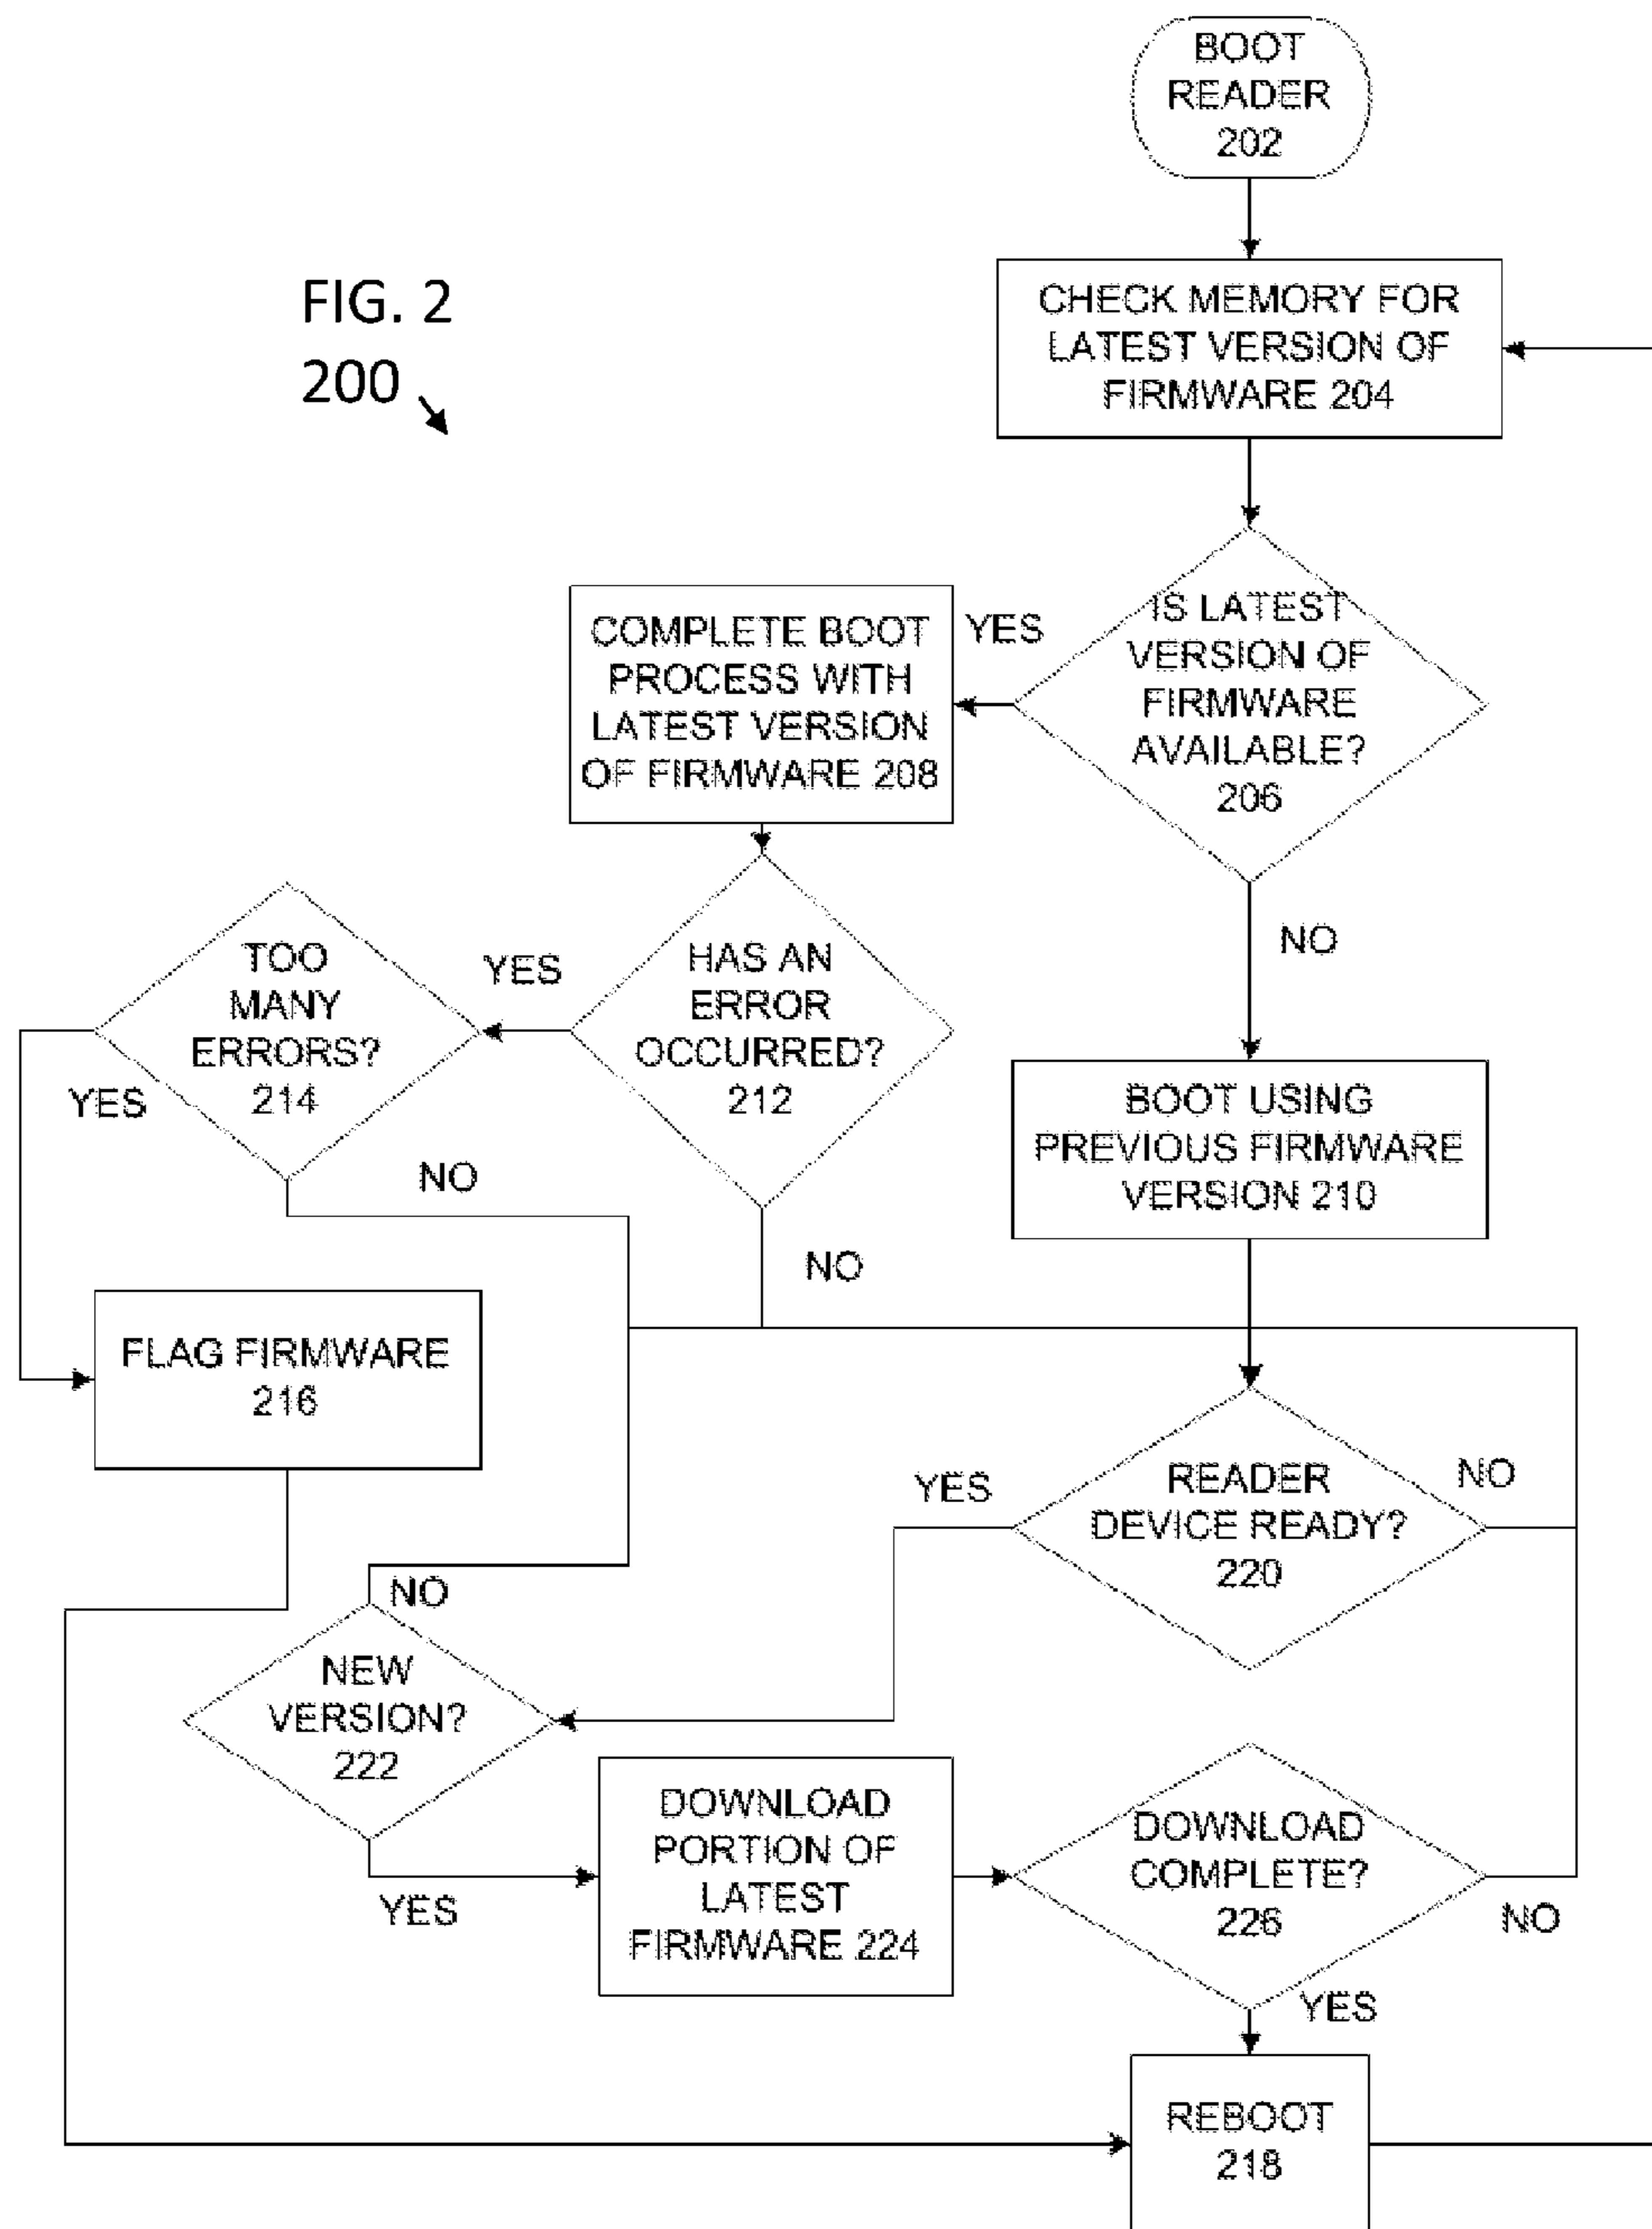 BOOT
READER
202
FIG. 2
200
CHECK MEMORY FOR
LATEST VERSION OF
FIRMWARE 204
IS LATEST
VERSION OF
FIRMWARE
AVAILABLE?
206
YES
COMPLETE BOOT
PROCESS WITH
LATEST VERSION
OF FIRMWARE 208
NO
HAS AN
ERROR
OCCURRED?
212
YES
TOO
MANY
ERRORS?
214
YES
NO
NO
BOOT USING
PREVIOUS FIRMWARE
VERSION 210
FLAG FIRMWARE
216
READER
DEVICE READY?
220
YES
NO
NO
NEW
VERSION?
222
YES
DOWNLOAD
PORTION OF
LATEST
FIRMWARE 224
DOWNLOAD
COMPLETE?
226
NO
YES
REBOOT
218